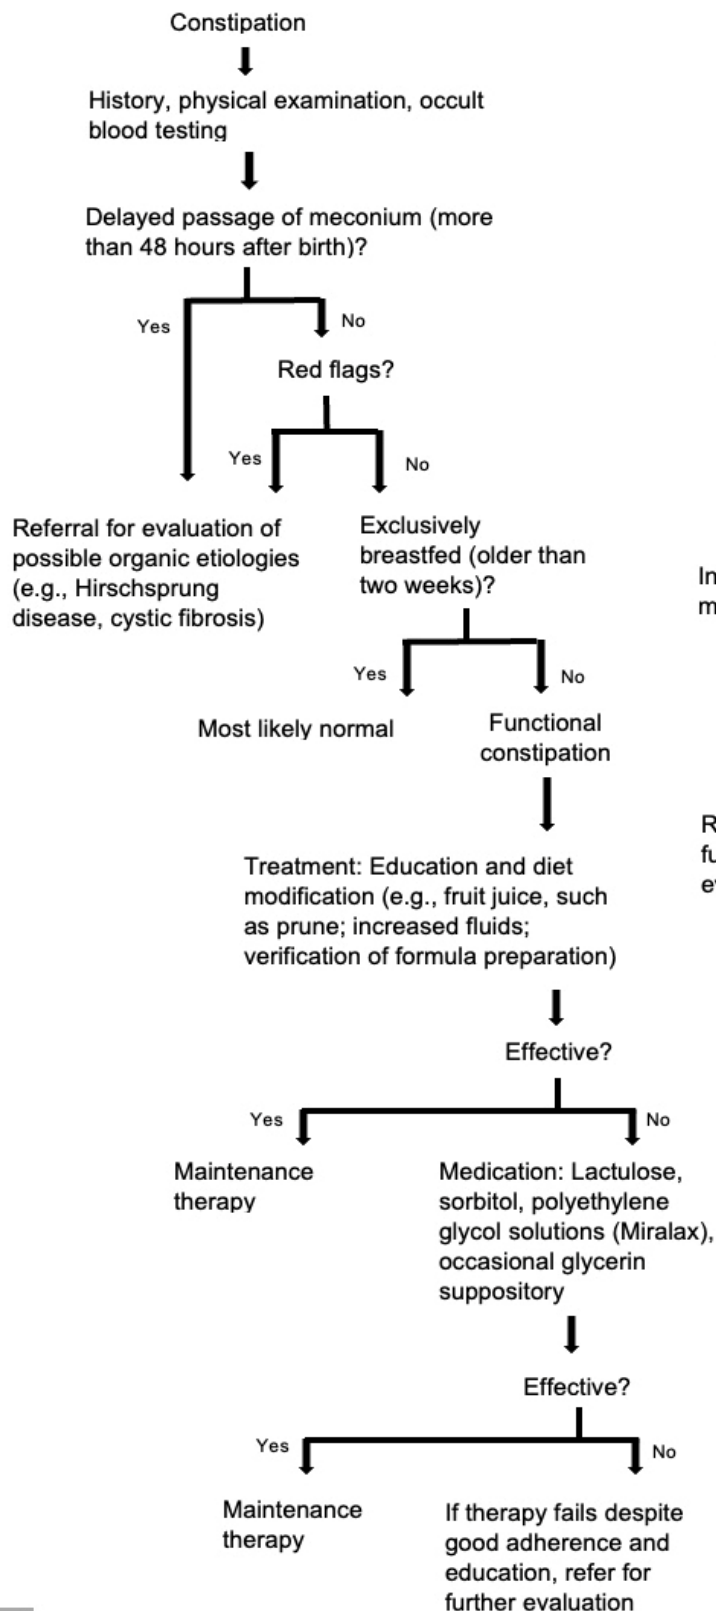 Constipation
History, physical examination, occult
blood testing
Delayed passage of meconium (more
than 48 hours after birth)?
Yes
No
Red flags?
Yes
No
Referral for evaluation of
possible organic etiologies
(e.g., Hirschsprung
disease, cystic fibrosis)
Exclusively
breastfed (older than
two weeks)?
Yes
No
Most likely normal
Functional
constipation
Treatment: Education and diet
modification (e.g., fruit juice, such
as prune; increased fluids;
verification of formula preparation)
Effective?
Yes
No
Maintenance
therapy
Medication: Lactulose,
sorbitol, polyethylene
glycol solutions (Miralax),
occasional glycerin
suppository
Effective?
Yes
No
Maintenance
therapy
If therapy fails despite
good adherence and
education, refer for
further evaluation